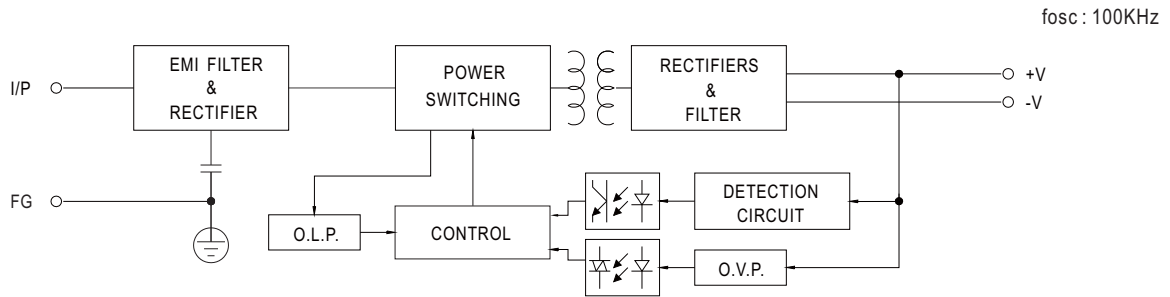 fosc : 100KHz
I/P
EMI FILTER
&
RECTIFIER
POWER
SWITCHING
RECTIFIERS
&
FILTER
+V
-V
FG
O.L.P.
CONTROL
DETECTION
CIRCUIT
O.V.P.